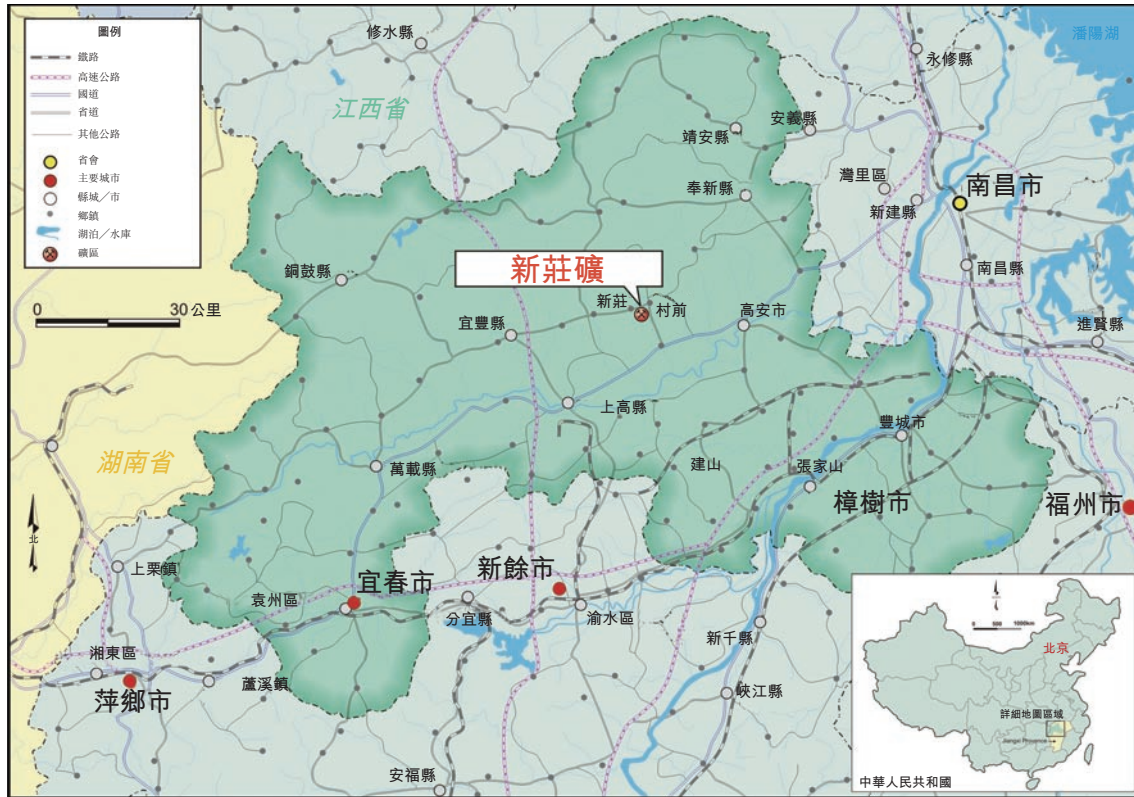 圖例
鐵路
高速公路
國道
省道
其他公路
省會
主要城市
縣城／市
鄉鎮
湖泊／水庫
礦區
0 30 公里
北
修水縣
永修縣
潘陽湖
江西省
安義縣
靖安縣
灣里區
奉新縣
新建縣
南昌市
銅鼓縣
南昌縣
新莊礦
新莊
村前
高安市
宜豐縣
進賢縣
上高縣
豐城市
湖南省
萬載縣
建山
張家山
樟樹市
福州市
上栗鎮
宜春市
新餘市
袁州區
分宜縣
渝水區
新千縣
湘東區
萍鄉市
蘆溪鎮
峽江縣
安福縣
0 500 1000km
北京
詳細地圖區域
Jiangxi Province
中華人民共和國